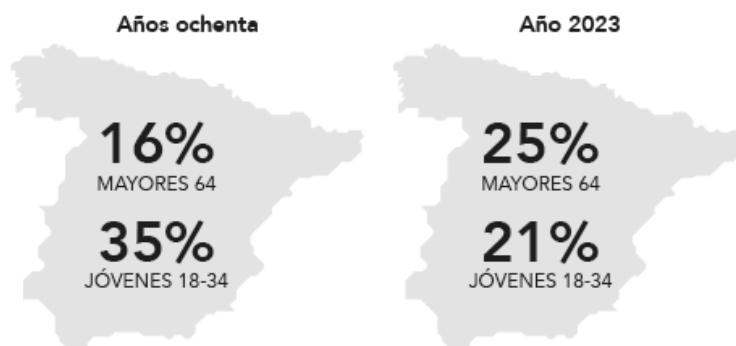 Años ochenta
16%
MAYORES 64
35%
JÓVENES 18-34
Año 2023
25%
MAYORES 64
21%
JÓVENES 18-34